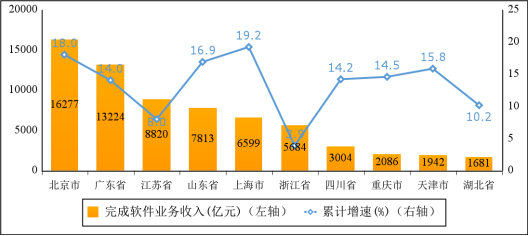 20000 25
15000 20
10000 15
5000 10
0 5
0
18.0 14.0 8.0 16.9 19.2 3.9 14.2 14.5 15.8 10.2
16277 13224 8820 7813 6599 5684 3004 2086 1942 1681
北京市 广东省 江苏省 山东省 上海市 浙江省 四川省 重庆市 天津市 湖北省
完成软件业务收入(亿元)（左轴） 累计增速(%)（右轴）